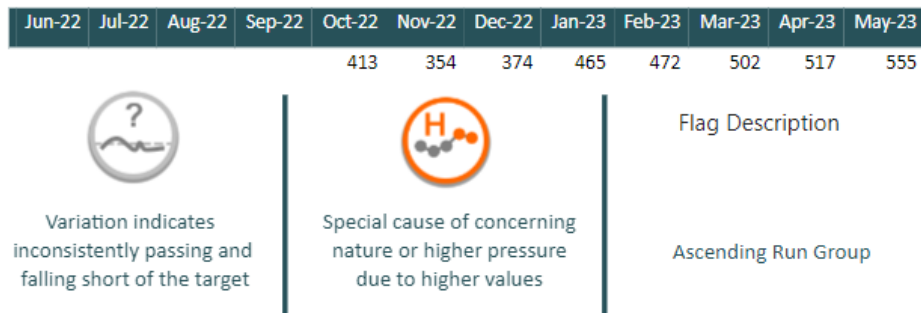 Jun-22 Jul-22 Aug-22 Sep-22 Oct-22 Nov-22 Dec-22 Jan-23 Feb-23 Mar-23 Apr-23 May-23
413 354 374 465 472 502 517 555
?
H
Flag Description
Variation indicates
inconsistently passing and
falling short of the target
Special cause of concerning
nature or higher pressure
due to higher values
Ascending Run Group